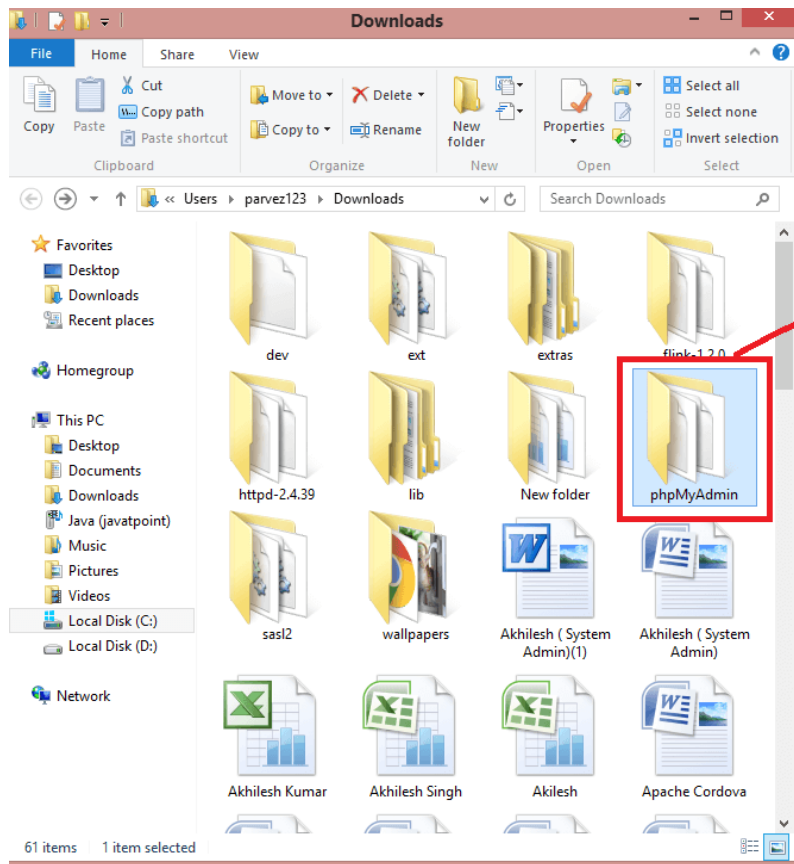 Downloads
File Home Share View
Copy
Paste
Cut
Copy path
Paste shortcut
Clipboard
Move to
Copy to
Delete
Rename
Organize
New
folder
New
Properties
Open
Select all
Select none
Invert selection
Select
« Users parvez123 Downloads
Search Downloads
Favorites
Desktop
Downloads
Recent places
Homegroup
This PC
Desktop
Documents
Downloads
Java (javatpoint)
Music
Pictures
Videos
Local Disk (C:)
Local Disk (D:)
Network
dev ext extras flink-1.2.0
httpd-2.4.39 lib New folder phpMyAdmin
sasl2
wallpapers
Akhilesh ( System
Admin)(1)
Akhilesh ( System
Admin)
Akhilesh Kumar Akhilesh Singh Akilesh Apache Cordova
61 items 1 item selected